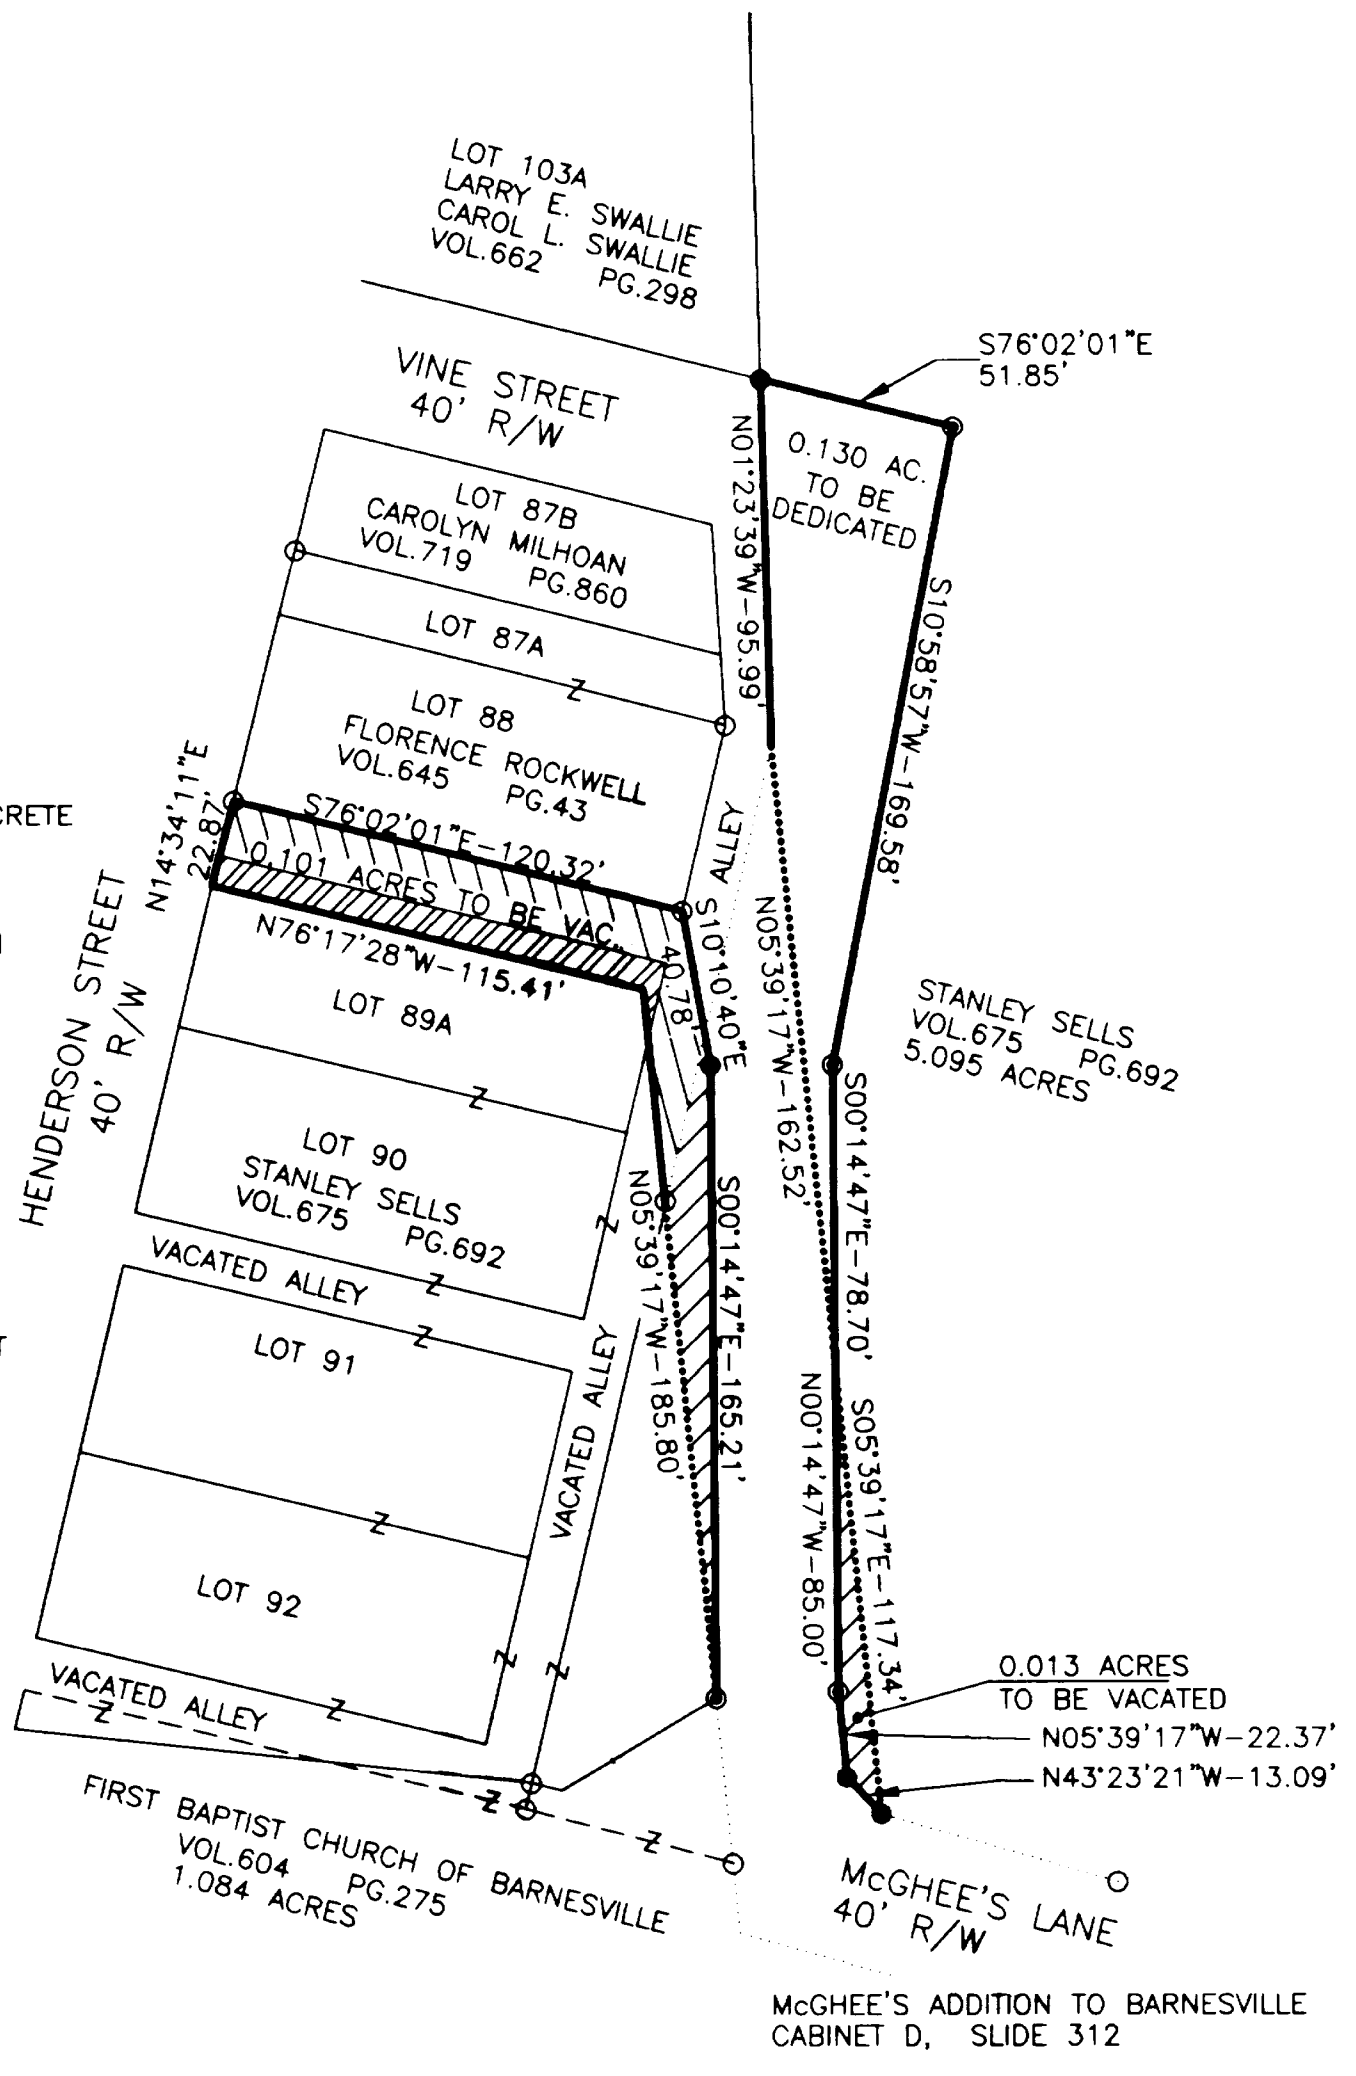 LOT 103A
LARRY E. SWALLIE
CAROL L. SWALLIE
VOL.662 PG.298
S76°02'01"E
51.85'
VINE STREET
40' R/W
N01°23'39"W-95.99'
0.130 AC.
TO BE
DEDICATED
LOT 87B
CAROLYN MILHOAN
VOL.719 PG.860
LOT 87A
S10°58'57"W-169.58'
LOT 88
FLORENCE ROCKWELL
VOL.645 PG.43
N14°34'11"E
22.87'
CRETE
S76°02'01"E-120.32'
0.101 ACRES TO BE VAC.
N76°17'28"W-115.41'
ALLEY
S10°10'40"E
40.78'
N05°39'17"W-162.52'
HENDERSON STREET
40' R/W
LOT 89A
STANLEY SELLS
VOL.675 PG.692
5.095 ACRES
LOT 90
STANLEY SELLS
VOL.675 PG.692
S00°14'47"E-78.70'
N05°39'17"W-185.80'
S00°14'47"E-165.21'
VACATED ALLEY
LOT 91
VACATED ALLEY
N00°14'47"W-85.00'
S05°39'17"E-117.34'
LOT 92
VACATED ALLEY
0.013 ACRES
TO BE VACATED
N05°39'17"W-22.37'
N43°23'21"W-13.09'
FIRST BAPTIST CHURCH OF BARNESVILLE
VOL.604 PG.275
1.084 ACRES
McGHEE'S LANE
40' R/W
McGHEE'S ADDITION TO BARNESVILLE
CABINET D, SLIDE 312